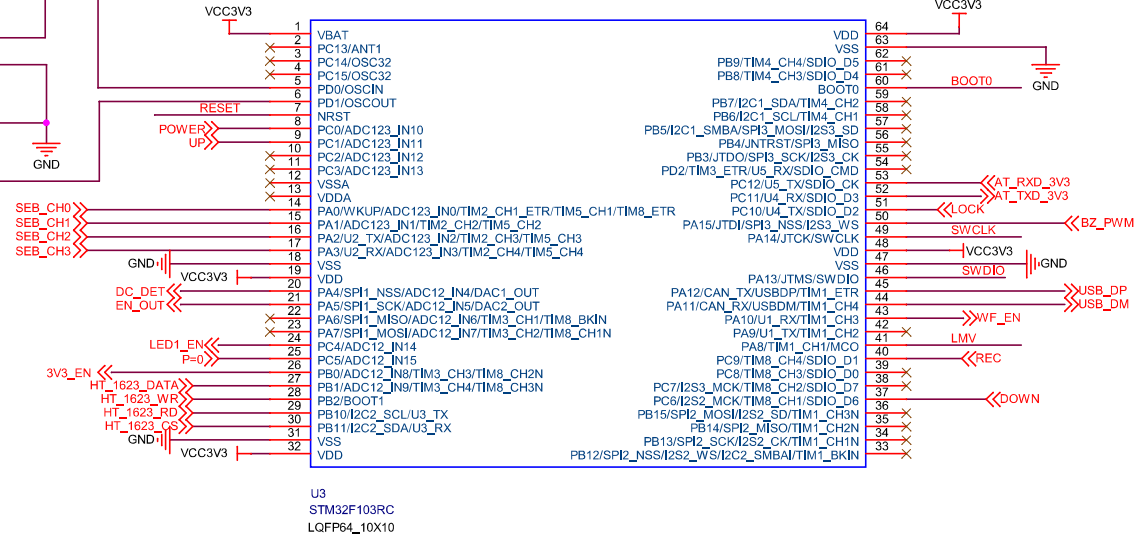 VCC3V3
VCC3V3
1 VBAT
2 PC13/ANT1
3 PC14/OSC32
4 PC15/OSC32
5 PD0/OSCIN
6 PD1/OSCOUT
RESET 7 NRST
POWER 8 PC0/ADC123_IN10
UP 9 PC1/ADC123_IN11
10 PC2/ADC123_IN12
11 PC3/ADC123_IN13
12 VSSA
13 VDDA
SEB_CH0 14 PA0/WKUP/ADC123_IN0/TIM2_CH1_ETR/TIM5_CH1/TIM8_ETR
SEB_CH1 15 PA1/ADC123_IN1/TIM2_CH2/TIM5_CH2
SEB_CH2 16 PA2/U2_TX/ADC123_IN2/TIM2_CH3/TIM5_CH3
SEB_CH3 17 PA3/U2_RX/ADC123_IN3/TIM2_CH4/TIM5_CH4
GND 18 VSS
VCC3V3 19 VDD
DC_DET 20 PA4/SPI1_NSS/ADC12_IN4/DAC1_OUT
EN_OUT 21 PA5/SPI1_SCK/ADC12_IN5/DAC2_OUT
22 PA6/SPI1_MISO/ADC12_IN6/TIM3_CH1/TIM8_BKIN
23 PA7/SPI1_MOSI/ADC12_IN7/TIM3_CH2/TIM8_CH1N
LED1_EN 24 PC4/ADC12_IN14
P=0 25 PC5/ADC12_IN15
3V3_EN 26 PB0/ADC12_IN8/TIM3_CH3/TIM8_CH2N
HT_1623_DATA 27 PB1/ADC12_IN9/TIM3_CH4/TIM8_CH3N
HT_1623_WR 28 PB2/BOOT1
HT_1623_RD 29 PB10/I2C2_SCL/U3_TX
HT_1623_CS 30 PB11/I2C2_SDA/U3_RX
GND 31 VSS
VCC3V3 32 VDD
GND
VDD 64
VSS 63
GND
PB9/TIM4_CH4/SDIO_D5 62
PB8/TIM4_CH3/SDIO_D4 61
BOOT0 60 BOOT0
PB7/I2C1_SDA/TIM4_CH2 59
PB6/I2C1_SCL/TIM4_CH1 58
PB5/I2C1_SMBA/SPI3_MOSI/I2S3_SD 57
PB4/JNTRST/SPI3_MISO 56
PB3/JTDO/SPI3_SCK/I2S3_CK 55
PD2/TIM3_ETR/U5_RX/SDIO_CMD 54
PC12/U5_TX/SDIO_CK 53 AT_RXD_3V3
PC11/U4_RX/SDIO_D3 52 AT_TXD_3V3
PC10/U4_TX/SDIO_D2 51 LOCK
PA15/JTDI/SPI3_NSS/I2S3_WS 50 BZ_PWM
PA14/JTCK/SWCLK 49 SWCLK
VDD 48 VCC3V3
VSS 47 GND
PA13/JTMS/SWDIO 46 SWDIO
PA12/CAN_TX/USBDP/TIM1_ETR 45 USB_DP
PA11/CAN_RX/USBDM/TIM1_CH4 44 USB_DM
PA10/U1_RX/TIM1_CH3 43 WF_EN
PA9/U1_TX/TIM1_CH2 42
PA8/TIM1_CH1/MCO 41 LMV
PC9/TIM8_CH4/SDIO_D1 40 REC
PC8/TIM8_CH3/SDIO_D0 39
PC7/I2S3_MCK/TIM8_CH2/SDIO_D7 38
PC6/I2S2_MCK/TIM8_CH1/SDIO_D6 37 DOWN
PB15/SPI2_MOSI/I2S2_SD/TIM1_CH3N 36
PB14/SPI2_MISO/TIM1_CH2N 35
PB13/SPI2_SCK/I2S2_CK/TIM1_CH1N 34
PB12/SPI2_NSS/I2S2_WS/I2C2_SMBAI/TIM1_BKIN 33
U3
STM32F103RC
LQFP64_10X10